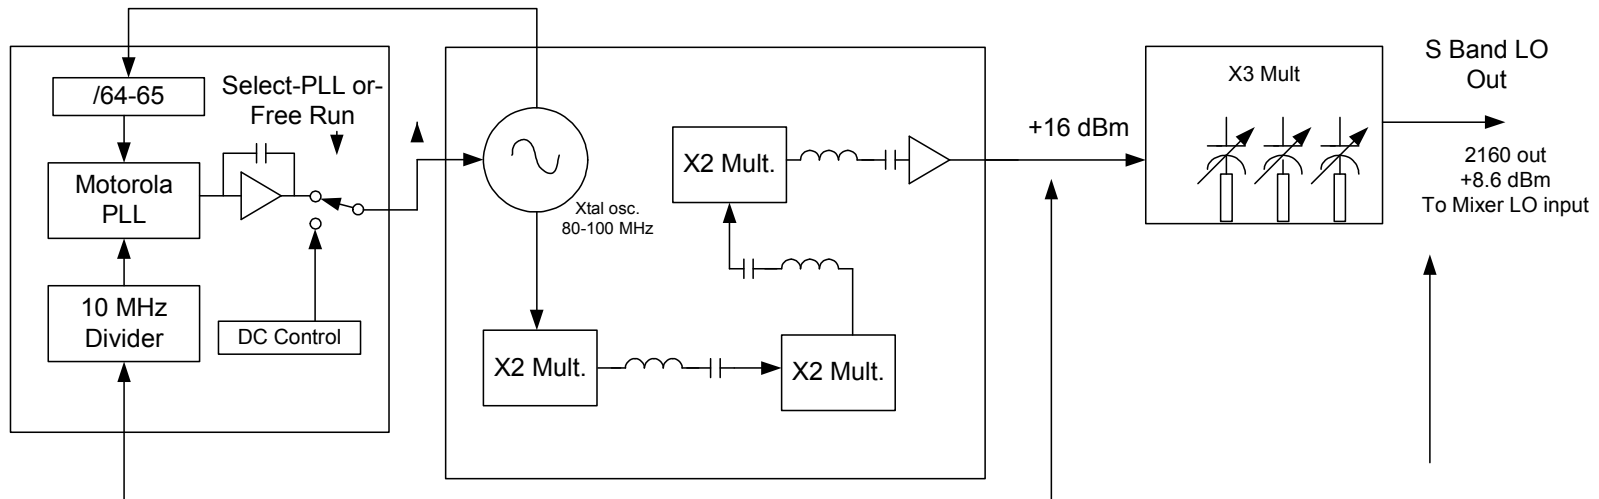 /64-65
Select-PLL or-
Free Run
Motorola
PLL
10 MHz
Divider
DC Control
Xtal osc.
80-100 MHz
X2 Mult.
X2 Mult.
X2 Mult.
+16 dBm
X3 Mult
S Band LO
Out
2160 out
+8.6 dBm
To Mixer LO input